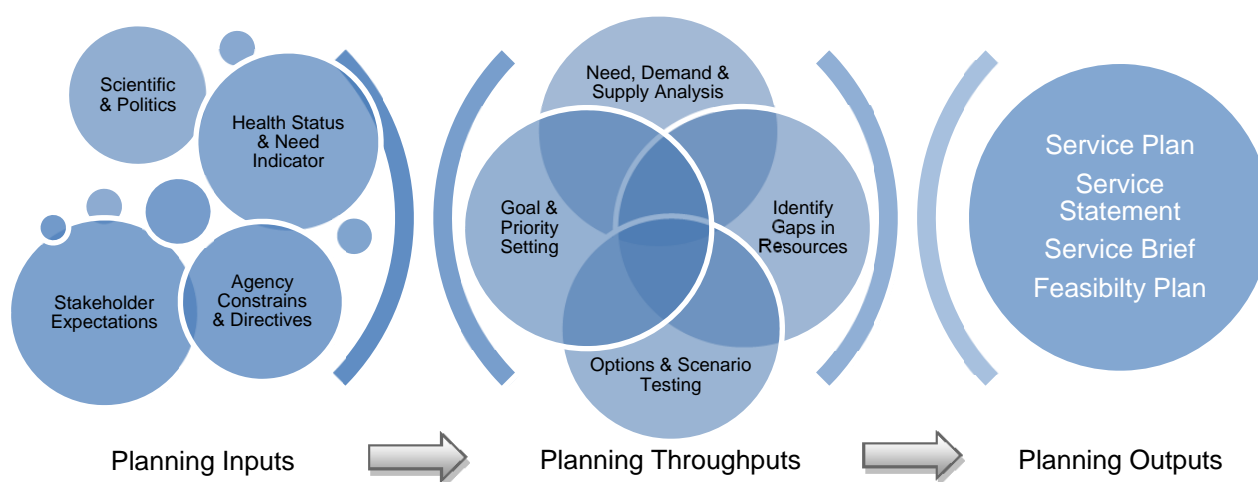 Scientific
& Politics
Health Status
& Need
Indicator
Stakeholder
Expectations
Agency
Constrains
& Directives
Need, Demand &
Supply Analysis
Goal &
Priority
Setting
Identify
Gaps in
Resources
Options & Scenario
Testing
Service Plan
Service
Statement
Service Brief
Feasibilty Plan
Planning Inputs
Planning Throughputs
Planning Outputs